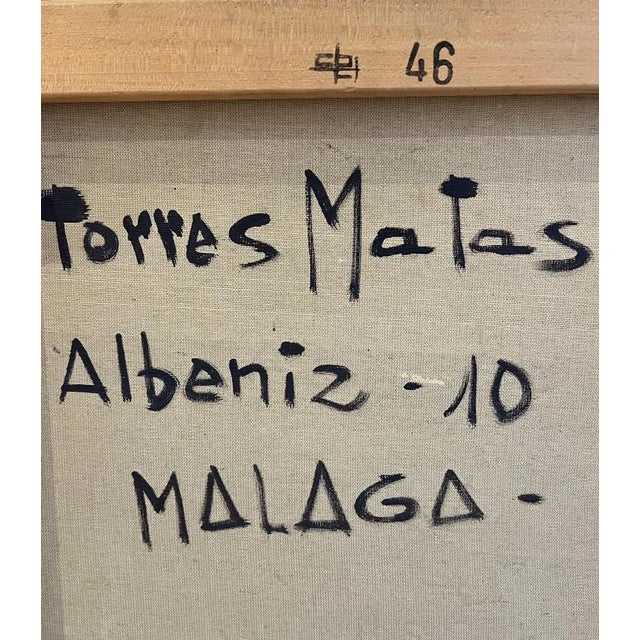 46
Torres Matas
Albeniz - 10
MALAGA -